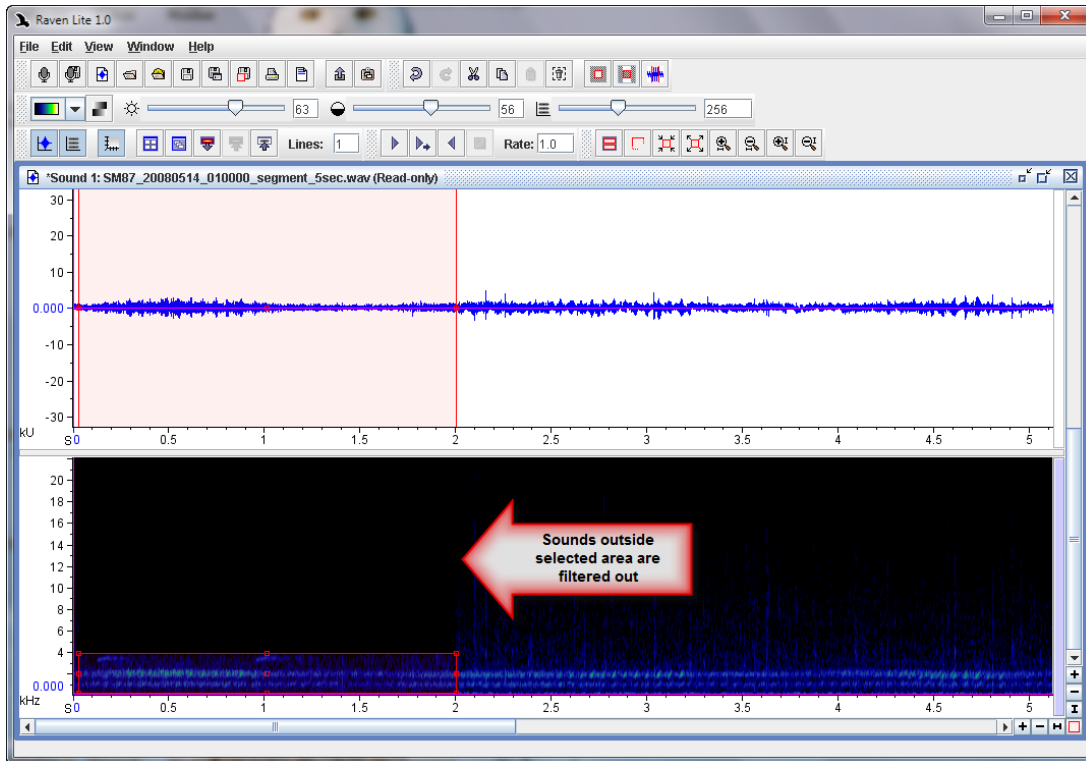 Raven Lite 1.0
File Edit View Window Help
63 56 256
Lines: 1 Rate: 1.0
*Sound 1: SM87_20080514_010000_segment_5sec.wav (Read-only)
30
20
10
0.000
-10
-20
-30
kU
S 0 0.5 1 1.5 2 2.5 3 3.5 4 4.5 5
20
18
16
14
12
10
8
6
4
0.000
kHz
S 0 0.5 1 1.5 2 2.5 3 3.5 4 4.5 5
Sounds outside
selected area are
filtered out